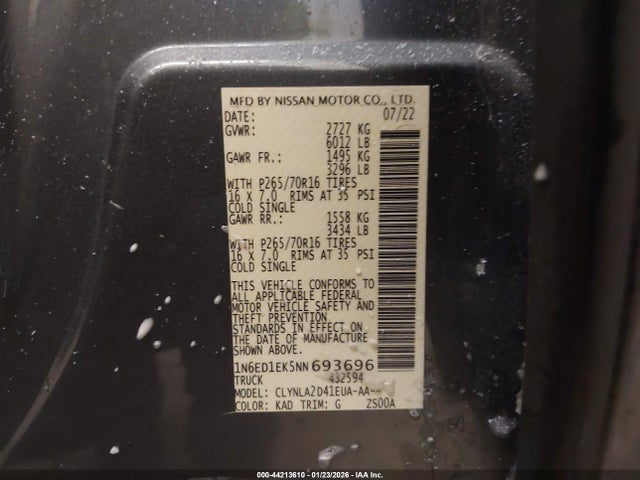 MFD BY NISSAN MOTOR CO., LTD.
DATE: 07/22
GVWR: 2727 KG
6012 LB
GAWR FR.: 1495 KG
3296 LB
WITH P265/70R16 TIRES
16 X 7.0 RIMS AT 35 PSI
COLD SINGLE
GAWR RR.: 1558 KG
3434 LB
WITH P265/70R16 TIRES
16 X 7.0 RIMS AT 35 PSI
COLD SINGLE
THIS VEHICLE CONFORMS TO
ALL APPLICABLE FEDERAL
MOTOR VEHICLE SAFETY AND
THEFT PREVENTION
STANDARDS IN EFFECT ON
THE DATE OF MANUFACTURE
SHOWN ABOVE.
1N6ED1EK5NN693696
TRUCK 432594
MODEL: CLYNLA2D41EUA-AA--
COLOR: KAD TRIM: G ZS00A
000-44213610 - 01/23/2026 - IAA Inc.